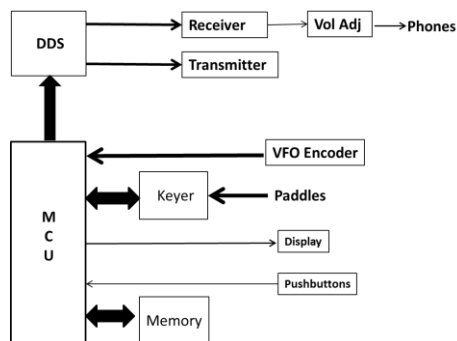 DDS
Receiver
Vol Adj
Phones
Transmitter
VFO Encoder
Keyer
Paddles
M
C
U
Display
Pushbuttons
Memory